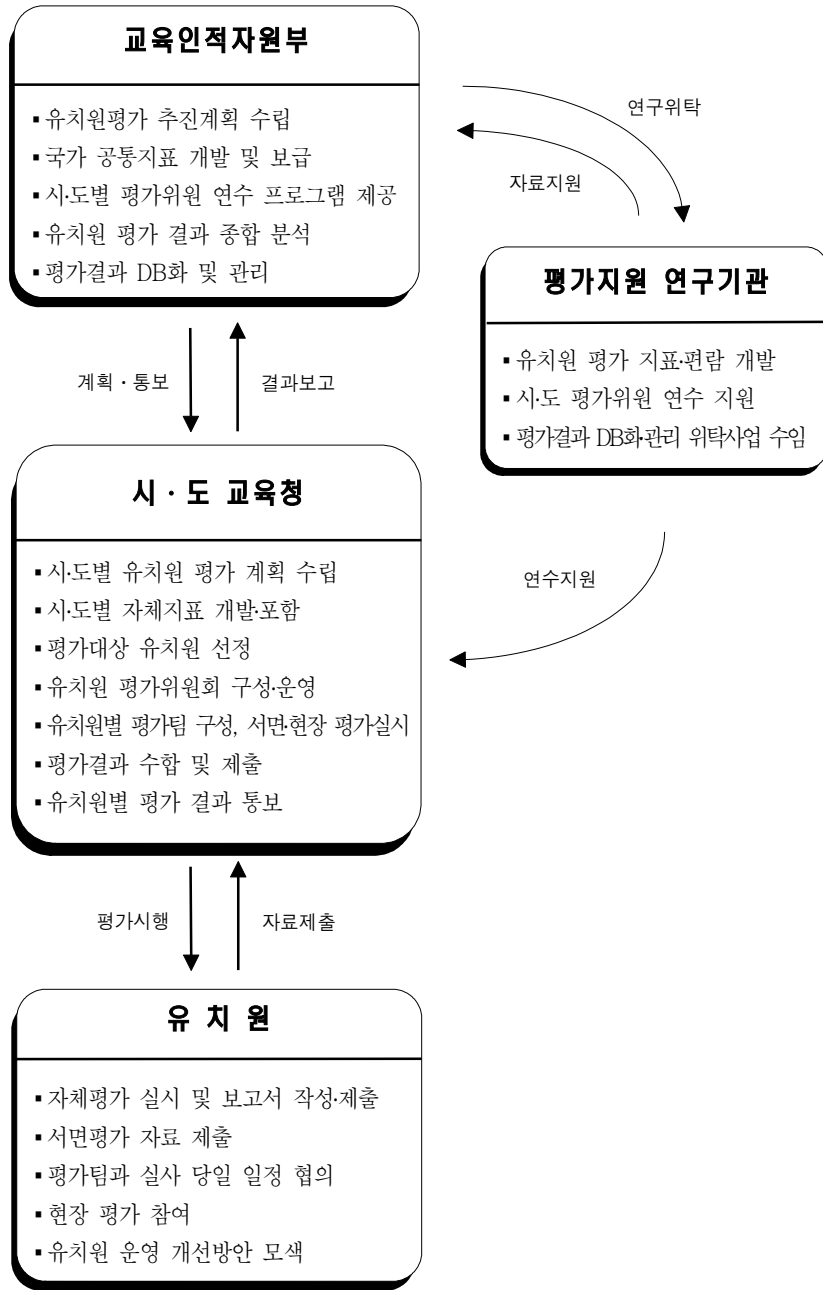 교육인적자원부
▪유치원평가 추진계획 수립
▪국가 공통지표 개발 및 보급
▪시·도별 평가위원 연수 프로그램 제공
▪유치원 평가 결과 종합 분석
▪평가결과 DB화 및 관리
연구위탁
자료지원
평가지원 연구기관
▪유치원 평가 지표·편람 개발
▪시·도 평가위원 연수 지원
▪평가결과 DB화·관리 위탁사업 수임
계획·통보
결과보고
시·도 교육청
▪시·도별 유치원 평가 계획 수립
▪시·도별 자체지표 개발·포함
▪평가대상 유치원 선정
▪유치원 평가위원회 구성·운영
▪유치원별 평가팀 구성, 서면·현장 평가실시
▪평가결과 수합 및 제출
▪유치원별 평가 결과 통보
연수지원
평가시행
자료제출
유 치 원
▪자체평가 실시 및 보고서 작성·제출
▪서면평가 자료 제출
▪평가팀과 실사 당일 일정 협의
▪현장 평가 참여
▪유치원 운영 개선방안 모색